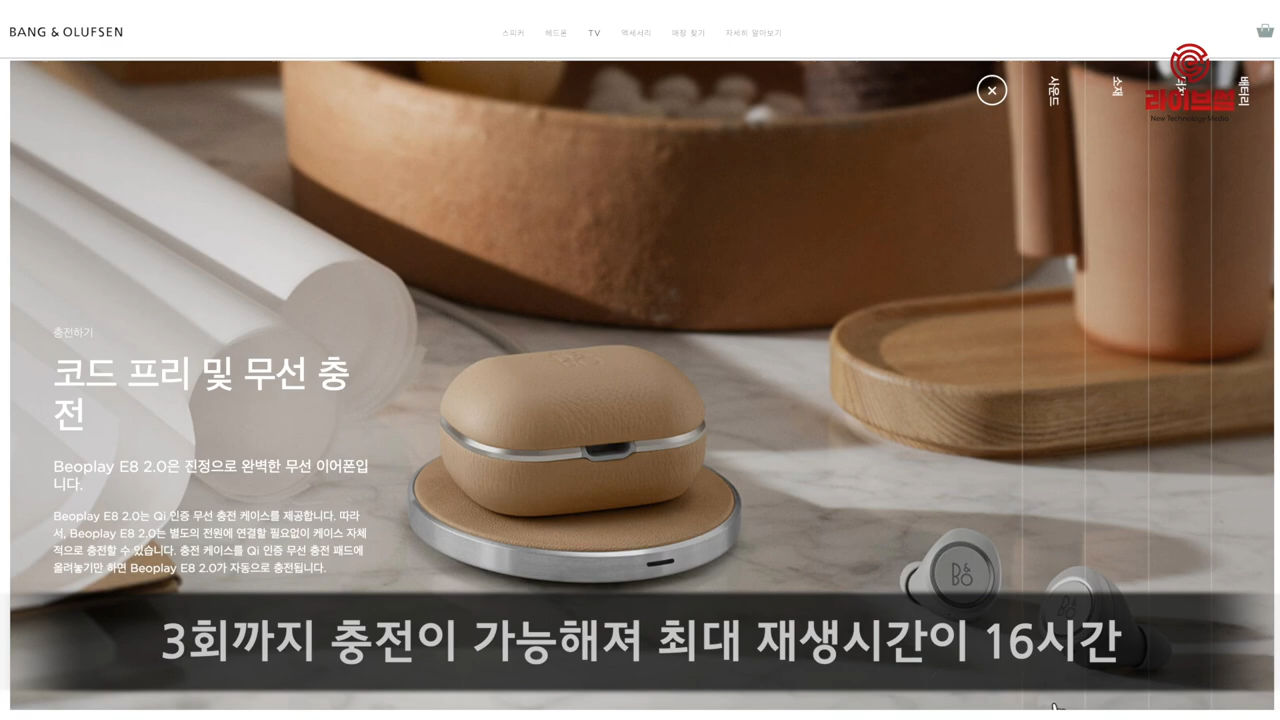 BANG & OLUFSEN
스피커 헤드폰 TV 액세서리 매장 찾기 자세히 알아보기
사운드
소재
배터리
라이브렉
New Technology Media
충전하기
코드 프리 및 무선 충
전
Beoplay E8 2.0은 진정으로 완벽한 무선 이어폰입
니다.
Beoplay E8 2.0는 Qi 인증 무선 충전 케이스를 제공합니다. 따라
서, Beoplay E8 2.0는 별도의 전원에 연결할 필요없이 케이스 자체
적으로 충전할 수 있습니다. 충전 케이스를 Qi 인증 무선 충전 패드에
올려놓기만 하면 Beoplay E8 2.0가 자동으로 충전됩니다.
B&O
B&O
B&O
3회까지 충전이 가능해져 최대 재생시간이 16시간